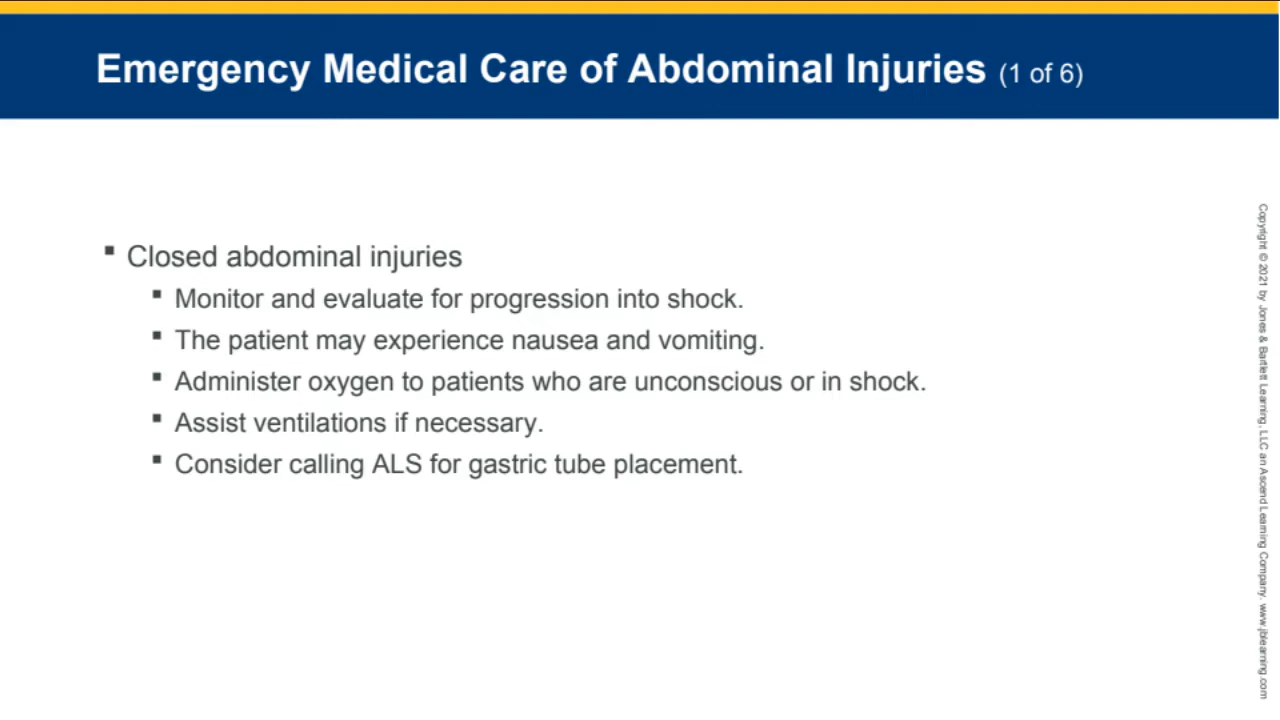 Emergency Medical Care of Abdominal Injuries (1 of 6)
Closed abdominal injuries
Monitor and evaluate for progression into shock.
The patient may experience nausea and vomiting.
Administer oxygen to patients who are unconscious or in shock.
Assist ventilations if necessary.
Consider calling ALS for gastric tube placement.
Copyright © 2021 by Jones & Bartlett Learning, LLC an Ascend Learning Company. www.jblearning.com